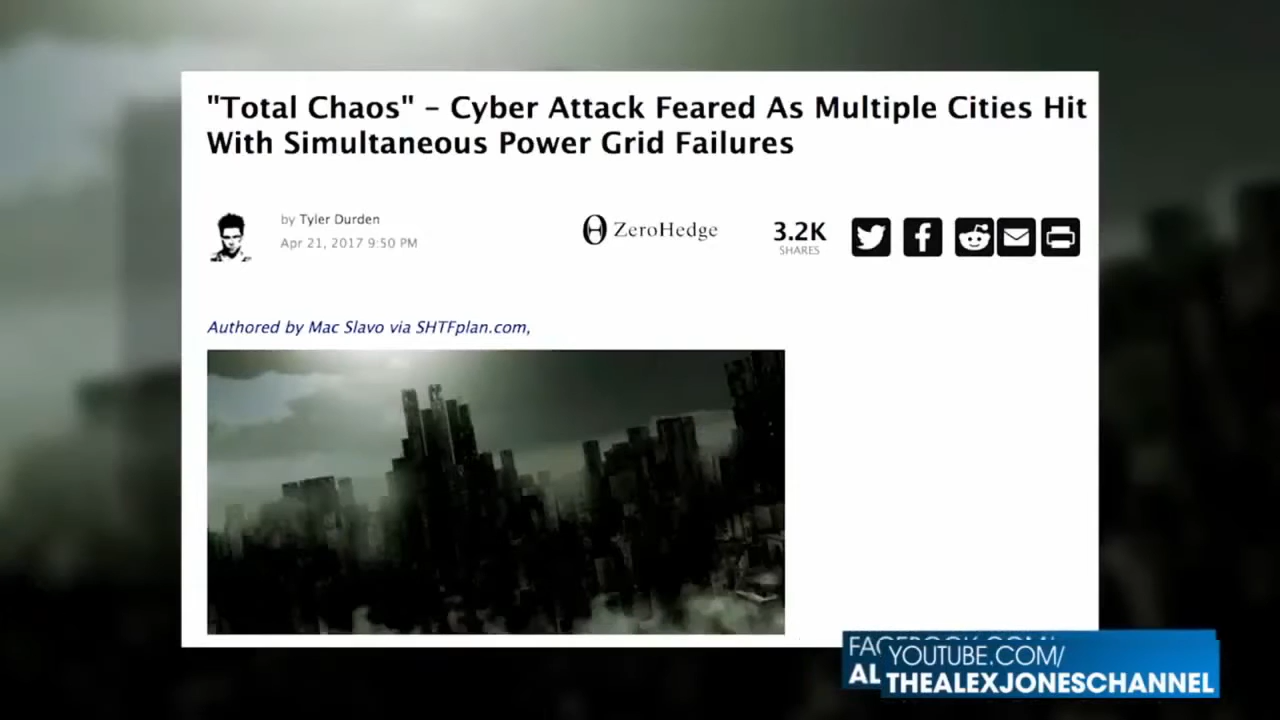 "Total Chaos" – Cyber Attack Feared As Multiple Cities Hit
With Simultaneous Power Grid Failures
by Tyler Durden
Apr 21, 2017 9:50 PM
ZeroHedge
3.2K
SHARES
Authored by Mac Slavo via SHTFplan.com,
YOUTUBE.COM/
THEALEXJONESCHANNEL